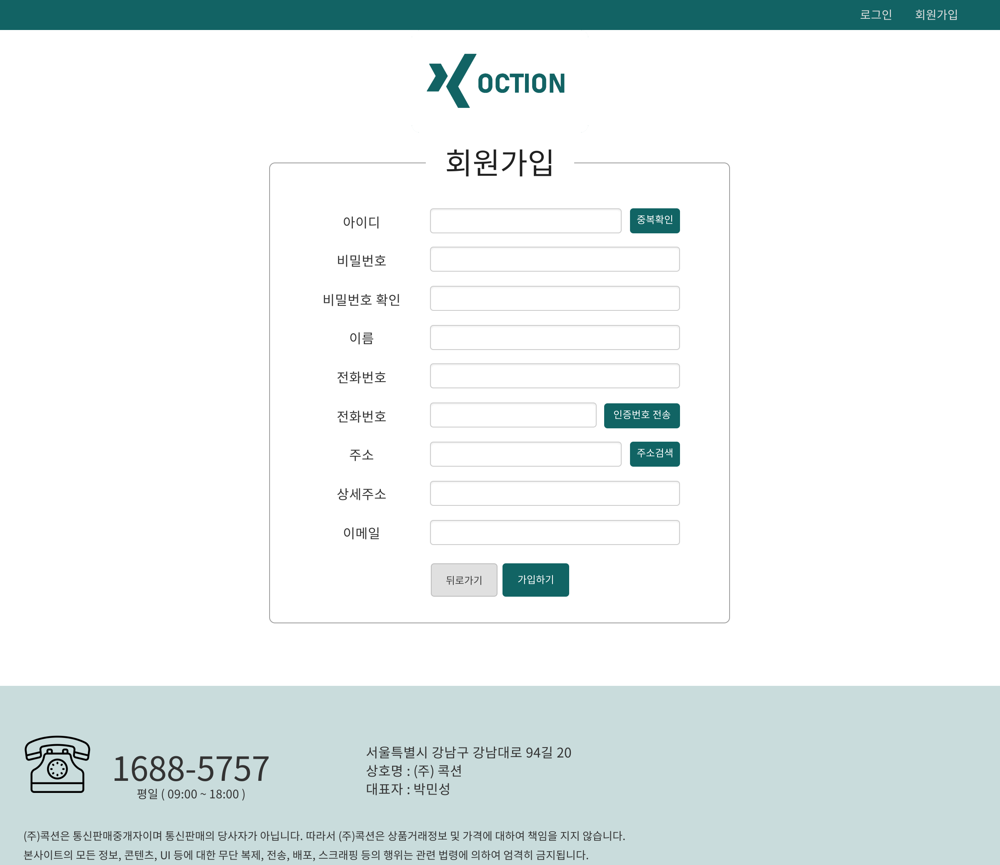 로그인 회원가입
OCTION
회원가입
아이디 중복확인
비밀번호
비밀번호 확인
이름
전화번호
전화번호 인증번호 전송
주소 주소검색
상세주소
이메일
뒤로가기 가입하기
1688-5757
평일 ( 09:00 ~ 18:00 )
서울특별시 강남구 강남대로 94길 20
상호명 : (주) 콕션
대표자 : 박민성
(주)콕션은 통신판매중개자이며 통신판매의 당사자가 아닙니다. 따라서 (주)콕션은 상품거래정보 및 가격에 대하여 책임을 지지 않습니다.
본사이트의 모든 정보, 콘텐츠, UI 등에 대한 무단 복제, 전송, 배포, 스크래핑 등의 행위는 관련 법령에 의하여 엄격히 금지됩니다.